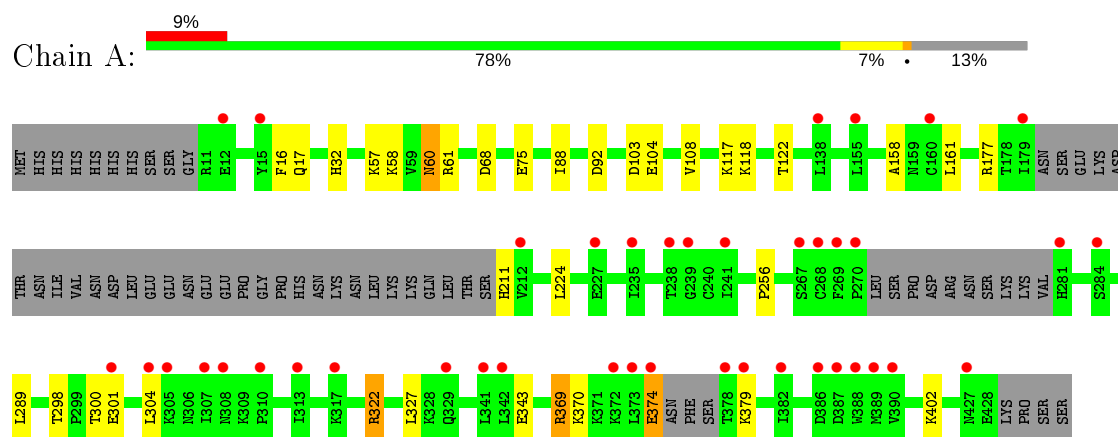 9%
Chain A:
78% 7% • 13%
MET HIS HIS HIS HIS HIS HIS SER SER GLY R11 E12 Y15 F16 Q17 H32 K57 K58 V59 N60 R61 D68 E75 I88 D92 D103 E104 V108 K117 K118 T122 L138 L155 A158 N159 C160 L161 R177 T178 I179 ASN SER GLU LYS ASP
THR ASN ILE VAL ASN ASP LEU GLU GLU ASN GLU GLU PRO GLY PRO HIS ASN LYS ASN LEU LYS LYS GLN LEU THR SER H211 V212 L224 E227 I235 T238 G239 C240 I241 P256 S267 C268 F269 P270 LEU SER PRO ASP ARG ASN SER LYS LYS VAL H281 S284
L289 T298 P299 T300 E301 L304 K305 N306 I307 N308 K309 P310 I313 K317 R322 L327 K328 Q329 L341 L342 E343 R369 K370 K371 K372 L373 E374 ASN PHE SER T378 K379 I382 D386 D387 W388 M389 V390 K402 N427 E428 LYS PRO SER SER